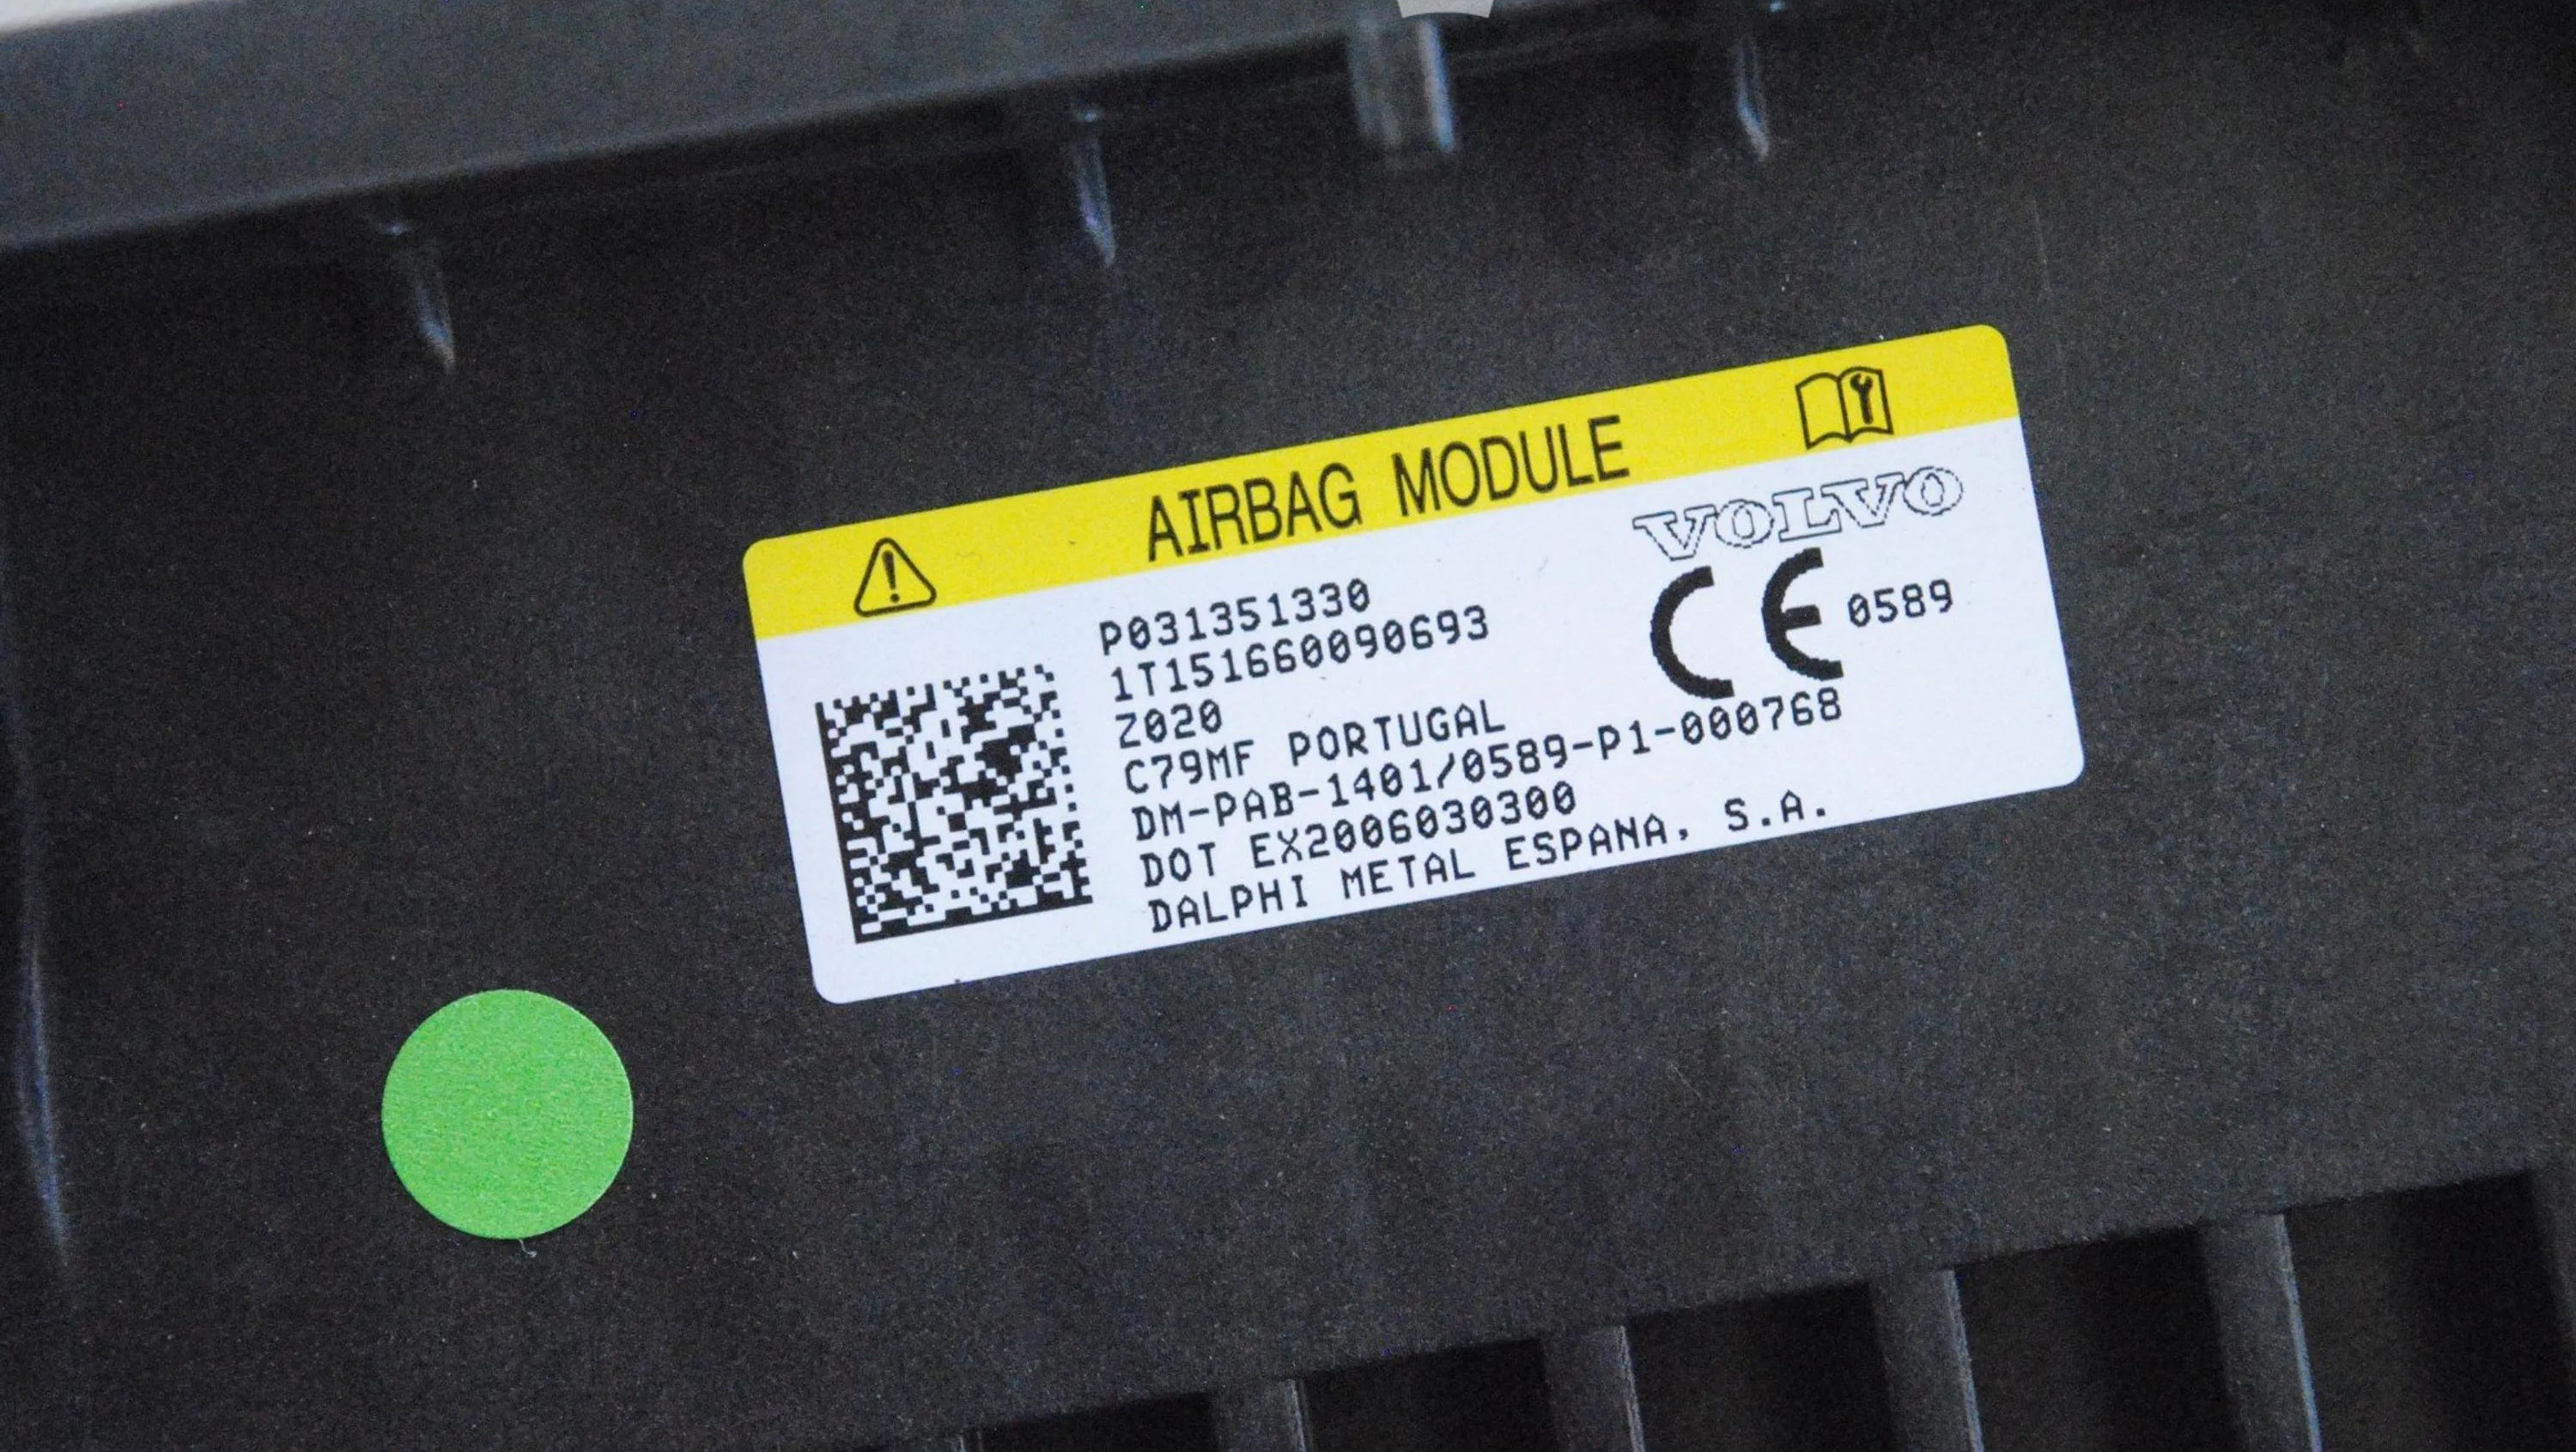 AIRBAG MODULE
VOLVO
P031351330
1T151660090693
CE 0589
Z020
C79MF PORTUGAL
DM-PAB-1401/0589-P1-000768
DOT EX2006030300
DALPHI METAL ESPANA, S.A.